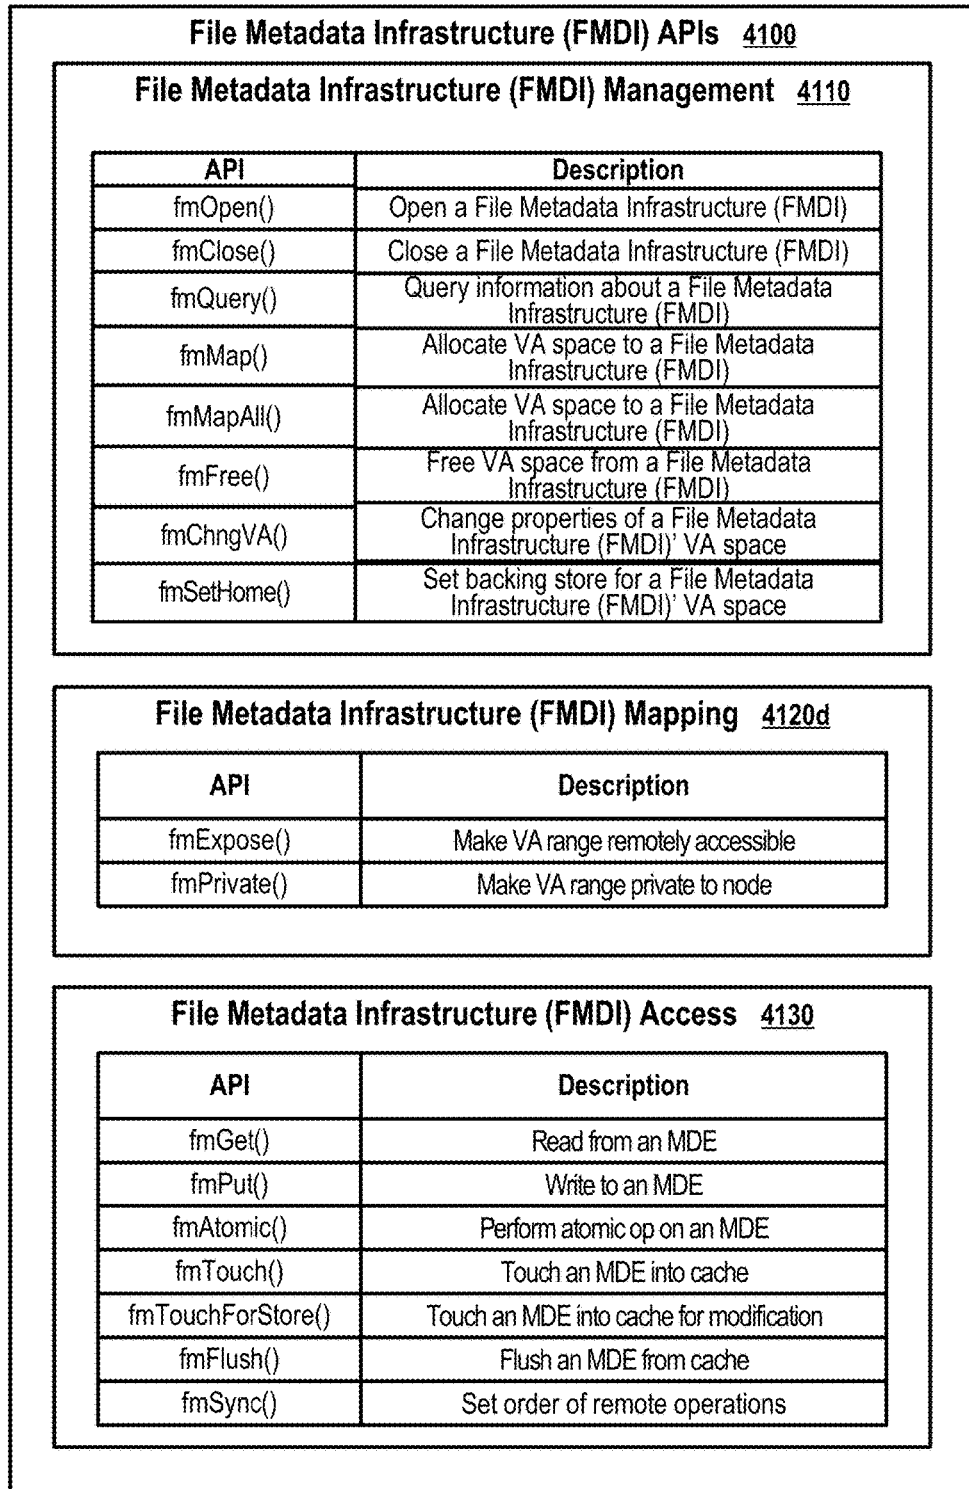 File Metadata Infrastructure (FMDI) APIs 4100
File Metadata Infrastructure (FMDI) Management 4110
API Description
fmOpen() Open a File Metadata Infrastructure (FMDI)
fmClose() Close a File Metadata Infrastructure (FMDI)
fmQuery() Query information about a File Metadata
Infrastructure (FMDI)
fmMap() Allocate VA space to a File Metadata
Infrastructure (FMDI)
fmMapAll() Allocate VA space to a File Metadata
Infrastructure (FMDI)
fmFree() Free VA space from a File Metadata
Infrastructure (FMDI)
fmChngVA() Change properties of a File Metadata
Infrastructure (FMDI)' VA space
fmSetHome() Set backing store for a File Metadata
Infrastructure (FMDI)' VA space
File Metadata Infrastructure (FMDI) Mapping 4120d
API Description
fmExpose() Make VA range remotely accessible
fmPrivate() Make VA range private to node
File Metadata Infrastructure (FMDI) Access 4130
API Description
fmGet() Read from an MDE
fmPut() Write to an MDE
fmAtomic() Perform atomic op on an MDE
fmTouch() Touch an MDE into cache
fmTouchForStore() Touch an MDE into cache for modification
fmFlush() Flush an MDE from cache
fmSync() Set order of remote operations